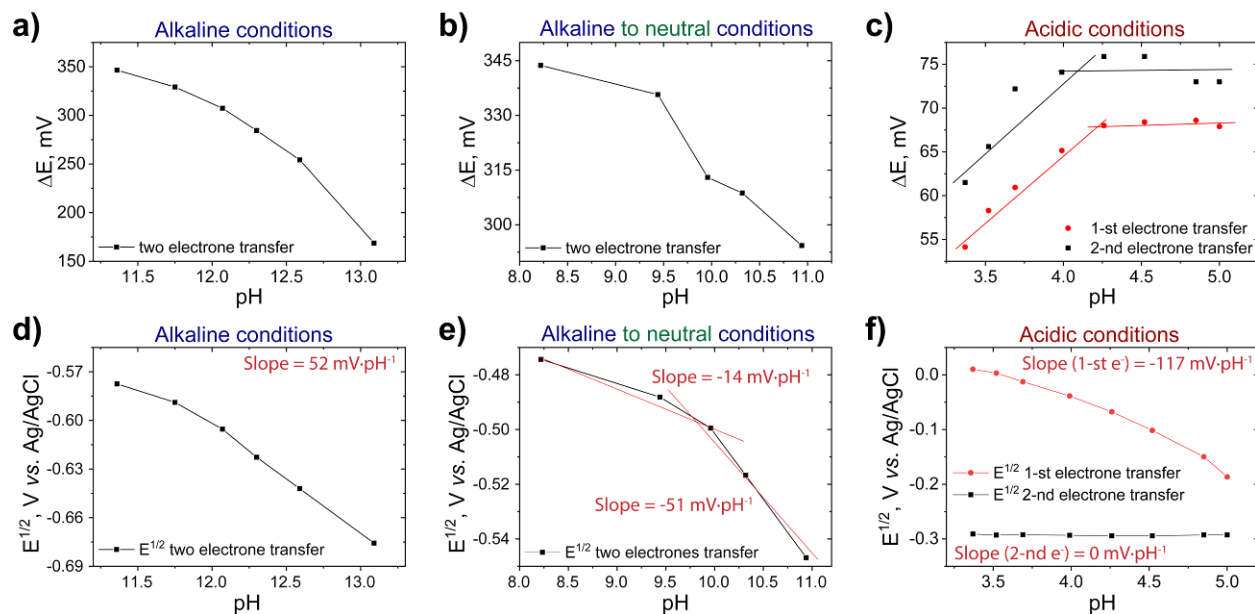 a)
Alkaline conditions
ΔE, mV
350
300
250
200
150
two electrone transfer
11.5
12.0
12.5
13.0
pH
b)
Alkaline to neutral conditions
ΔE, mV
345
330
315
300
two electrone transfer
8.0
8.5
9.0
9.5
10.0
10.5
11.0
pH
c)
Acidic conditions
ΔE, mV
75
70
65
60
55
1-st electrone transfer
2-nd electrone transfer
3.5
4.0
4.5
5.0
pH
d)
Alkaline conditions
Slope = 52 mV·pH⁻¹
E¹/², V vs. Ag/AgCl
-0.57
-0.60
-0.63
-0.66
-0.69
E¹/² two electrone transfer
11.5
12.0
12.5
13.0
pH
e)
Alkaline to neutral conditions
E¹/², V vs. Ag/AgCl
-0.48
-0.50
-0.52
-0.54
Slope = -14 mV·pH⁻¹
Slope = -51 mV·pH⁻¹
E¹/² two electrones transfer
8.0
8.5
9.0
9.5
10.0
10.5
11.0
pH
f)
Acidic conditions
Slope (1-st e⁻) = -117 mV·pH⁻¹
E¹/², V vs. Ag/AgCl
0.0
-0.1
-0.2
-0.3
E¹/² 1-st electrone transfer
E¹/² 2-nd electrone transfer
Slope (2-nd e⁻) = 0 mV·pH⁻¹
3.5
4.0
4.5
5.0
pH